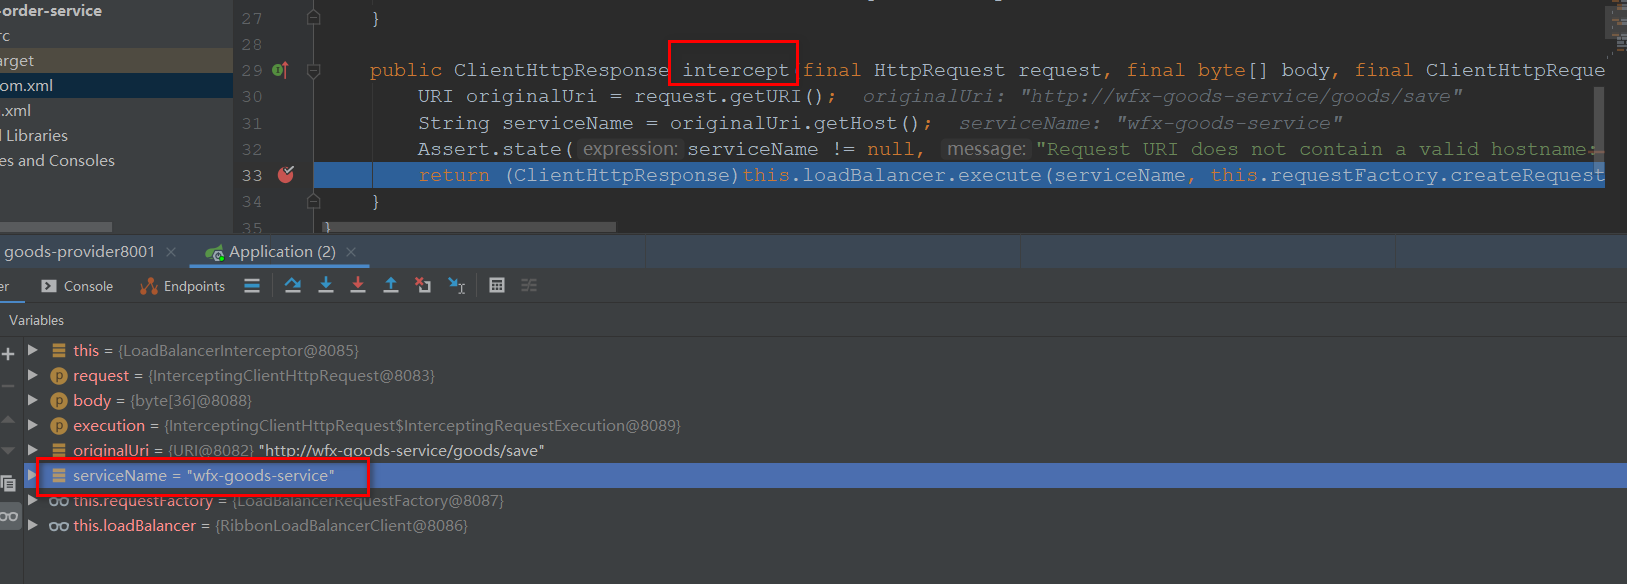 -order-service
rc
arget
om.xml
.xml
l Libraries
es and Consoles
27 }
28
29 public ClientHttpResponse intercept(final HttpRequest request, final byte[] body, final ClientHttpReque
30 URI originalUri = request.getURI(); originalUri: "http://wfx-goods-service/goods/save"
31 String serviceName = originalUri.getHost(); serviceName: "wfx-goods-service"
32 Assert.state( expression: serviceName != null, message: "Request URI does not contain a valid hostname:
33 return (ClientHttpResponse)this.loadBalancer.execute(serviceName, this.requestFactory.createRequest
34 }
35 }
goods-provider8001 Application (2)
er Console Endpoints
Variables
this = {LoadBalancerInterceptor@8085}
request = {InterceptingClientHttpRequest@8083}
body = {byte[36]@8088}
execution = {InterceptingClientHttpRequest$InterceptingRequestExecution@8089}
originalUri = {URI@8082} "http://wfx-goods-service/goods/save"
serviceName = "wfx-goods-service"
this.requestFactory = {LoadBalancerRequestFactory@8087}
this.loadBalancer = {RibbonLoadBalancerClient@8086}